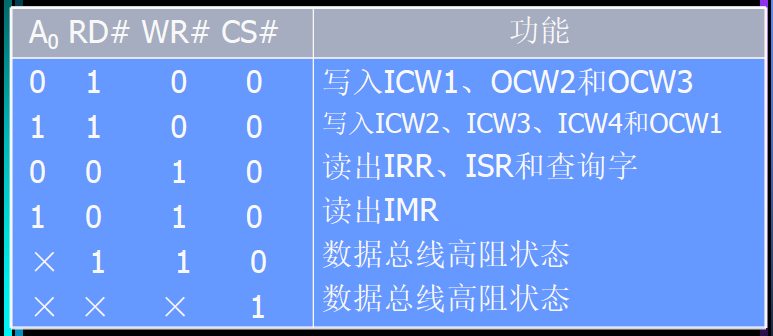 A0 RD# WR# CS# 功能
0 1 0 0 写入ICW1、OCW2和OCW3
1 1 0 0 写入ICW2、ICW3、ICW4和OCW1
0 0 1 0 读出IRR、ISR和查询字
1 0 1 0 读出IMR
× 1 1 0 数据总线高阻状态
× × × 1 数据总线高阻状态